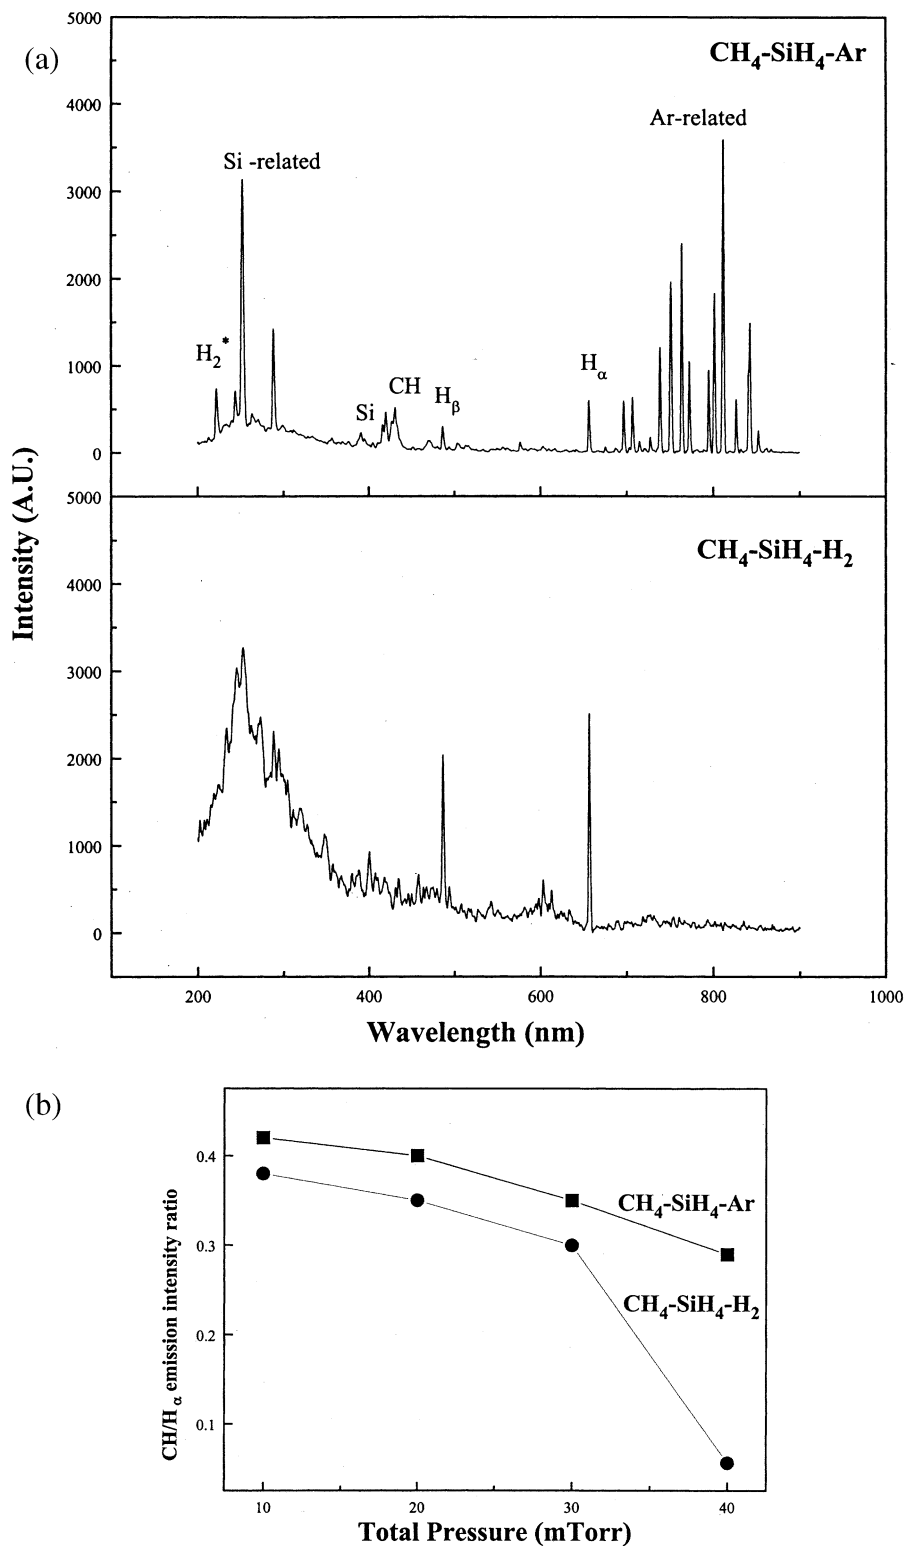 (a)
CH₄-SiH₄-Ar
Ar-related
Si -related
H₂*
Si
CH
Hβ
Hα
5000
4000
3000
2000
1000
0
CH₄-SiH₄-H₂
5000
4000
3000
2000
1000
0
Intensity (A.U.)
200 400 600 800 1000
Wavelength (nm)
(b)
CH/Hα emission intensity ratio
0.4
0.3
0.2
0.1
CH₄-SiH₄-Ar
CH₄-SiH₄-H₂
10 20 30 40
Total Pressure (mTorr)